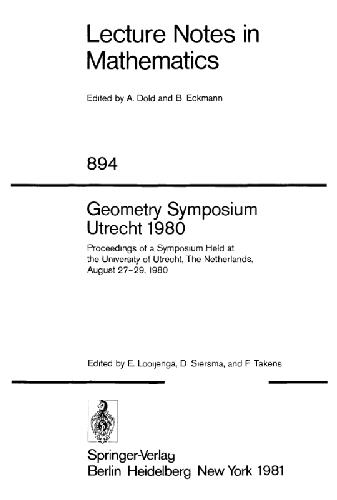 Lecture Notes in
Mathematics
Edited by A. Dold and B. Eckmann
894
Geometry Symposium
Utrecht 1980
Proceedings of a Symposium Held at
the University of Utrecht, The Netherlands,
August 27-29, 1980
Edited by E. Looijenga, D. Siersma, and F. Takens
Springer-Verlag
Berlin Heidelberg New York 1981